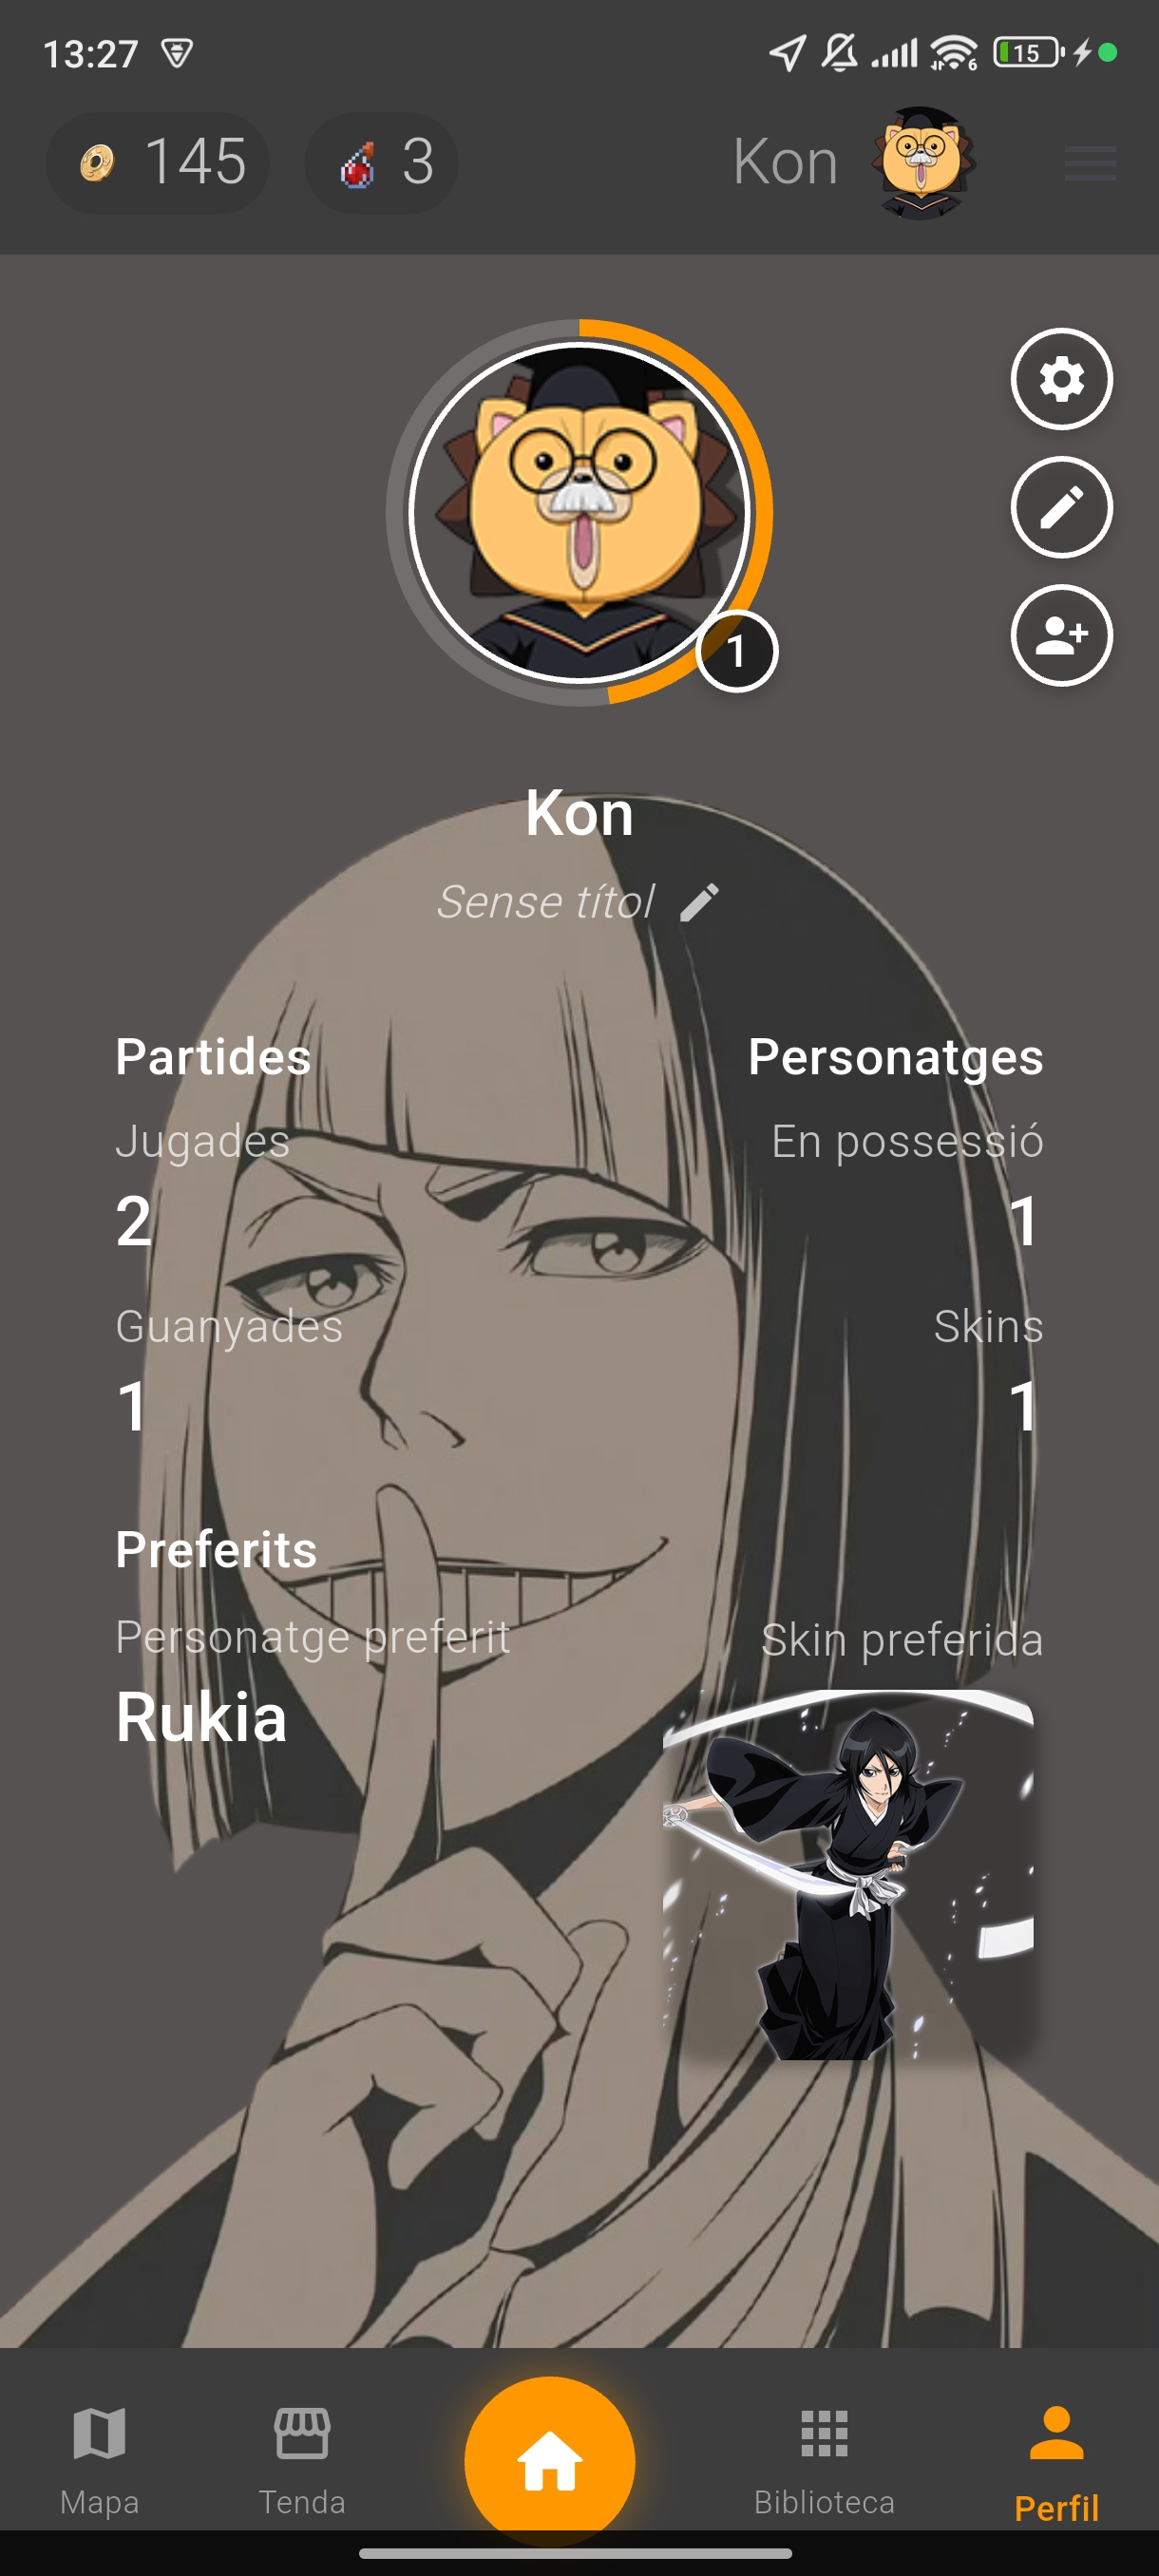 13:27 6 15
145 3 Kon
1
Kon
Sense títol
Partides Personatges
Jugades En possessió
2 1
Guanyades Skins
1 1
Preferits
Personatge preferit Skin preferida
Rukia
Mapa Tenda Biblioteca Perfil